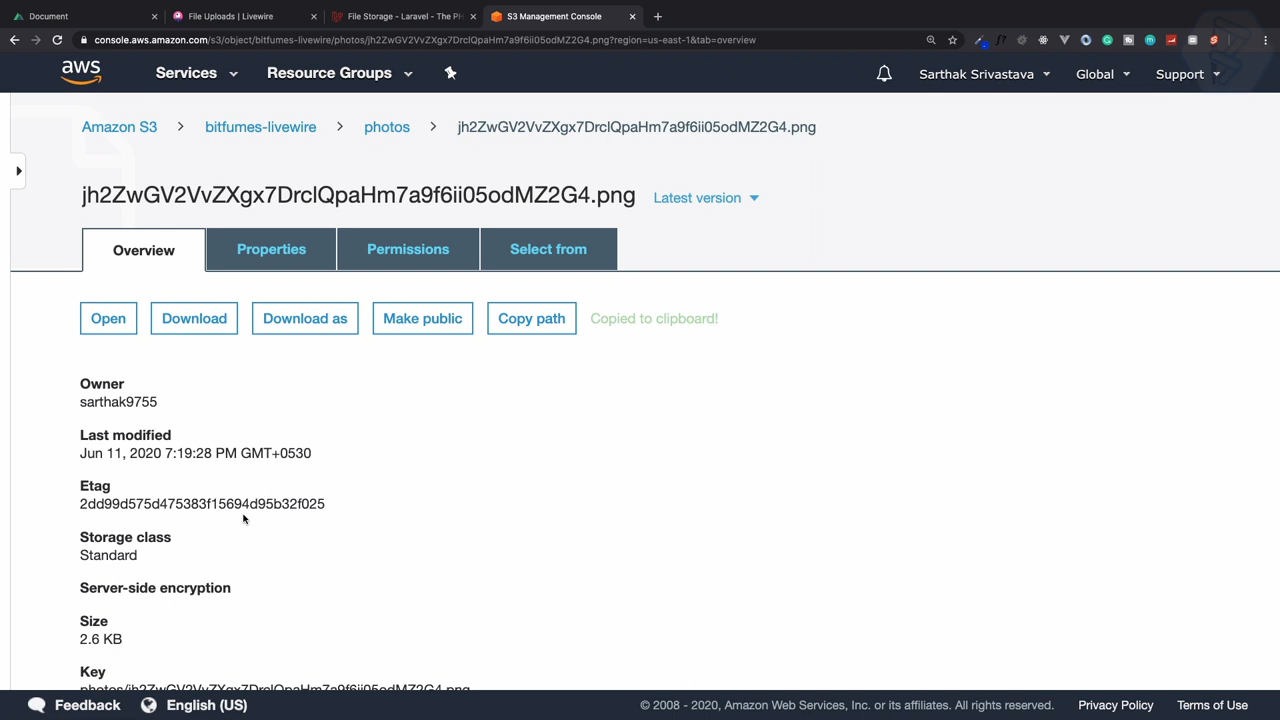 Document
File Uploads | Livewire
File Storage - Laravel - The PH
S3 Management Console
console.aws.amazon.com/s3/object/bitfumes-livewire/photos/jh2ZwGV2VvZXgx7DrclQpaHm7a9f6ii05odMZ2G4.png?region=us-east-1&tab=overview
aws
Services
Resource Groups
Sarthak Srivastava
Global
Support
Amazon S3 > bitfumes-livewire > photos > jh2ZwGV2VvZXgx7DrclQpaHm7a9f6ii05odMZ2G4.png
jh2ZwGV2VvZXgx7DrclQpaHm7a9f6ii05odMZ2G4.png
Latest version
Overview
Properties
Permissions
Select from
Open
Download
Download as
Make public
Copy path
Copied to clipboard!
Owner
sarthak9755
Last modified
Jun 11, 2020 7:19:28 PM GMT+0530
Etag
2dd99d575d475383f15694d95b32f025
Storage class
Standard
Server-side encryption
Size
2.6 KB
Key
photos/jh2ZwGV2VvZXgx7DrclQpaHm7a9f6ii05odMZ2G4.png
Feedback
English (US)
© 2008 - 2020, Amazon Web Services, Inc. or its affiliates. All rights reserved.
Privacy Policy
Terms of Use